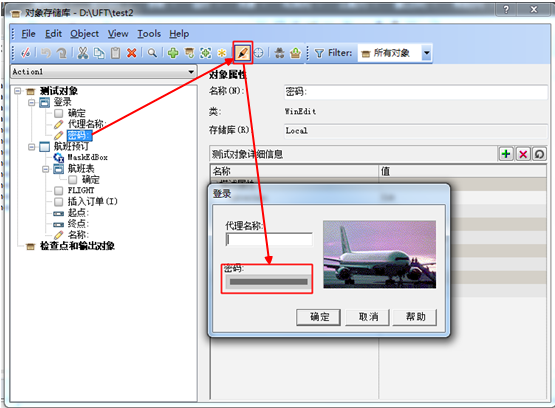 对象存储库 - D:\UFT\test2
File Edit Object View Tools Help
Filter: 所有对象
Action1
测试对象
登录
确定
代理名称:
密码:
航班预订
MaskEdBox
航班表
确定
FLIGHT
插入订单(I)
起点:
终点:
名称:
检查点和输出对象
对象属性
名称(N): 密码:
类: WinEdit
存储库(R) Local
测试对象详细信息
名称 值
登录
代理名称:
密码:
确定 取消 帮助